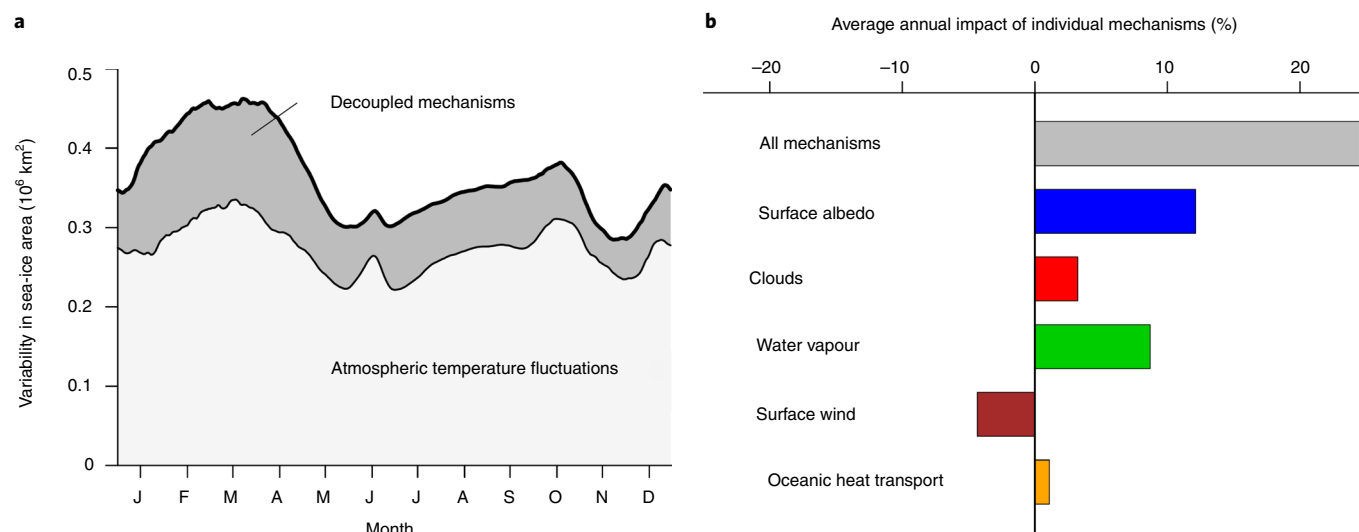 a
0.5
0.4
0.3
0.2
0.1
0
Variability in sea-ice area (10⁶ km²)
Decoupled mechanisms
Atmospheric temperature fluctuations
J F M A M J J A S O N D
Month
b
Average annual impact of individual mechanisms (%)
–20 –10 0 10 20
All mechanisms
Surface albedo
Clouds
Water vapour
Surface wind
Oceanic heat transport